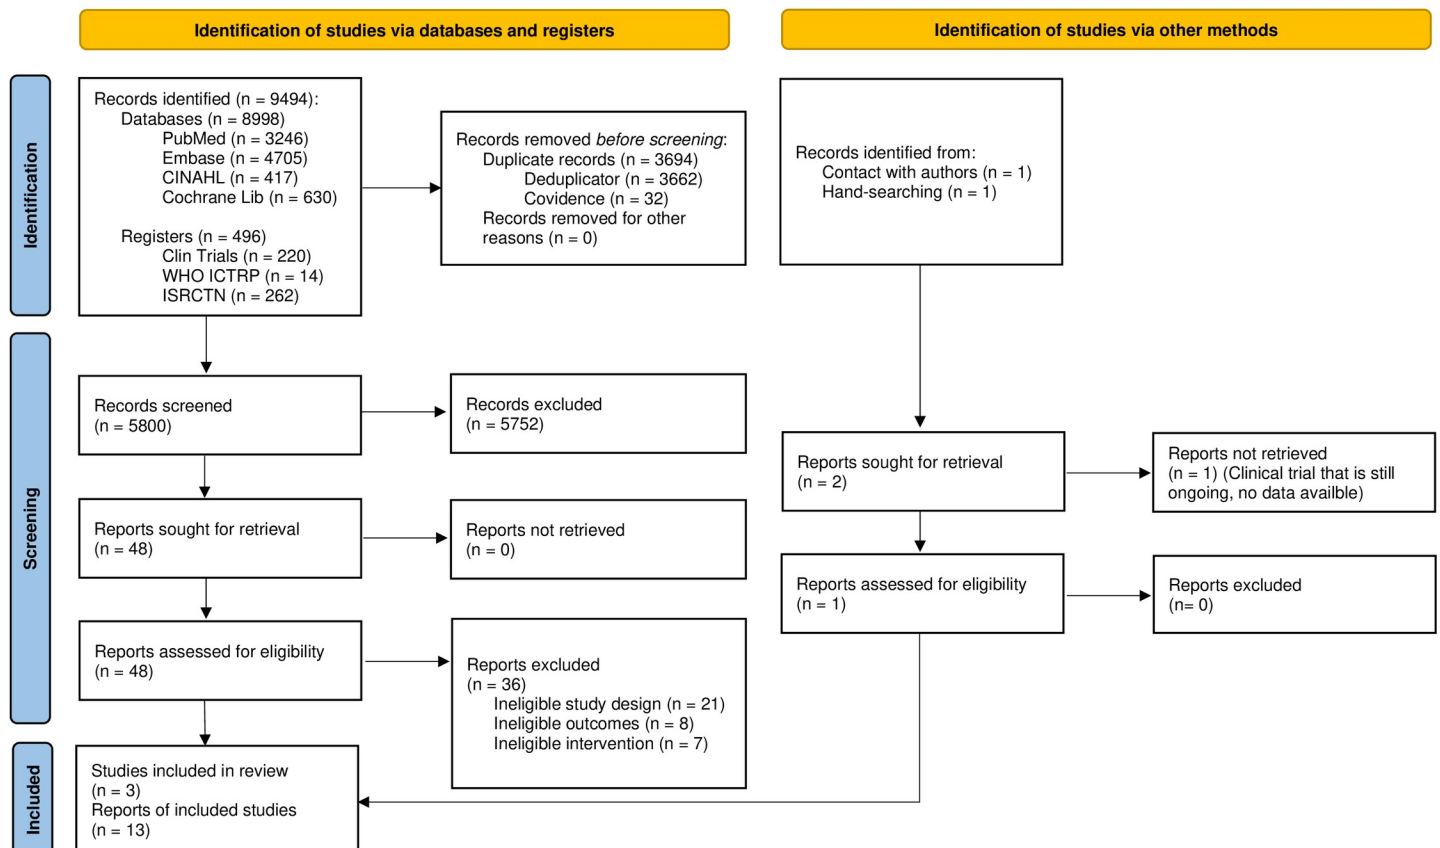 Identification of studies via databases and registers
Identification of studies via other methods
Identification
Records identified (n = 9494):
Databases (n = 8998)
PubMed (n = 3246)
Embase (n = 4705)
CINAHL (n = 417)
Cochrane Lib (n = 630)
Registers (n = 496)
Clin Trials (n = 220)
WHO ICTRP (n = 14)
ISRCTN (n = 262)
Records removed before screening:
Duplicate records (n = 3694)
Deduplicator (n = 3662)
Covidence (n = 32)
Records removed for other
reasons (n = 0)
Records identified from:
Contact with authors (n = 1)
Hand-searching (n = 1)
Screening
Records screened
(n = 5800)
Records excluded
(n = 5752)
Reports sought for retrieval
(n = 2)
Reports not retrieved
(n = 1) (Clinical trial that is still
ongoing, no data availble)
Reports sought for retrieval
(n = 48)
Reports not retrieved
(n = 0)
Reports assessed for eligibility
(n = 1)
Reports excluded
(n= 0)
Reports assessed for eligibility
(n = 48)
Reports excluded
(n = 36)
Ineligible study design (n = 21)
Ineligible outcomes (n = 8)
Ineligible intervention (n = 7)
Included
Studies included in review
(n = 3)
Reports of included studies
(n = 13)